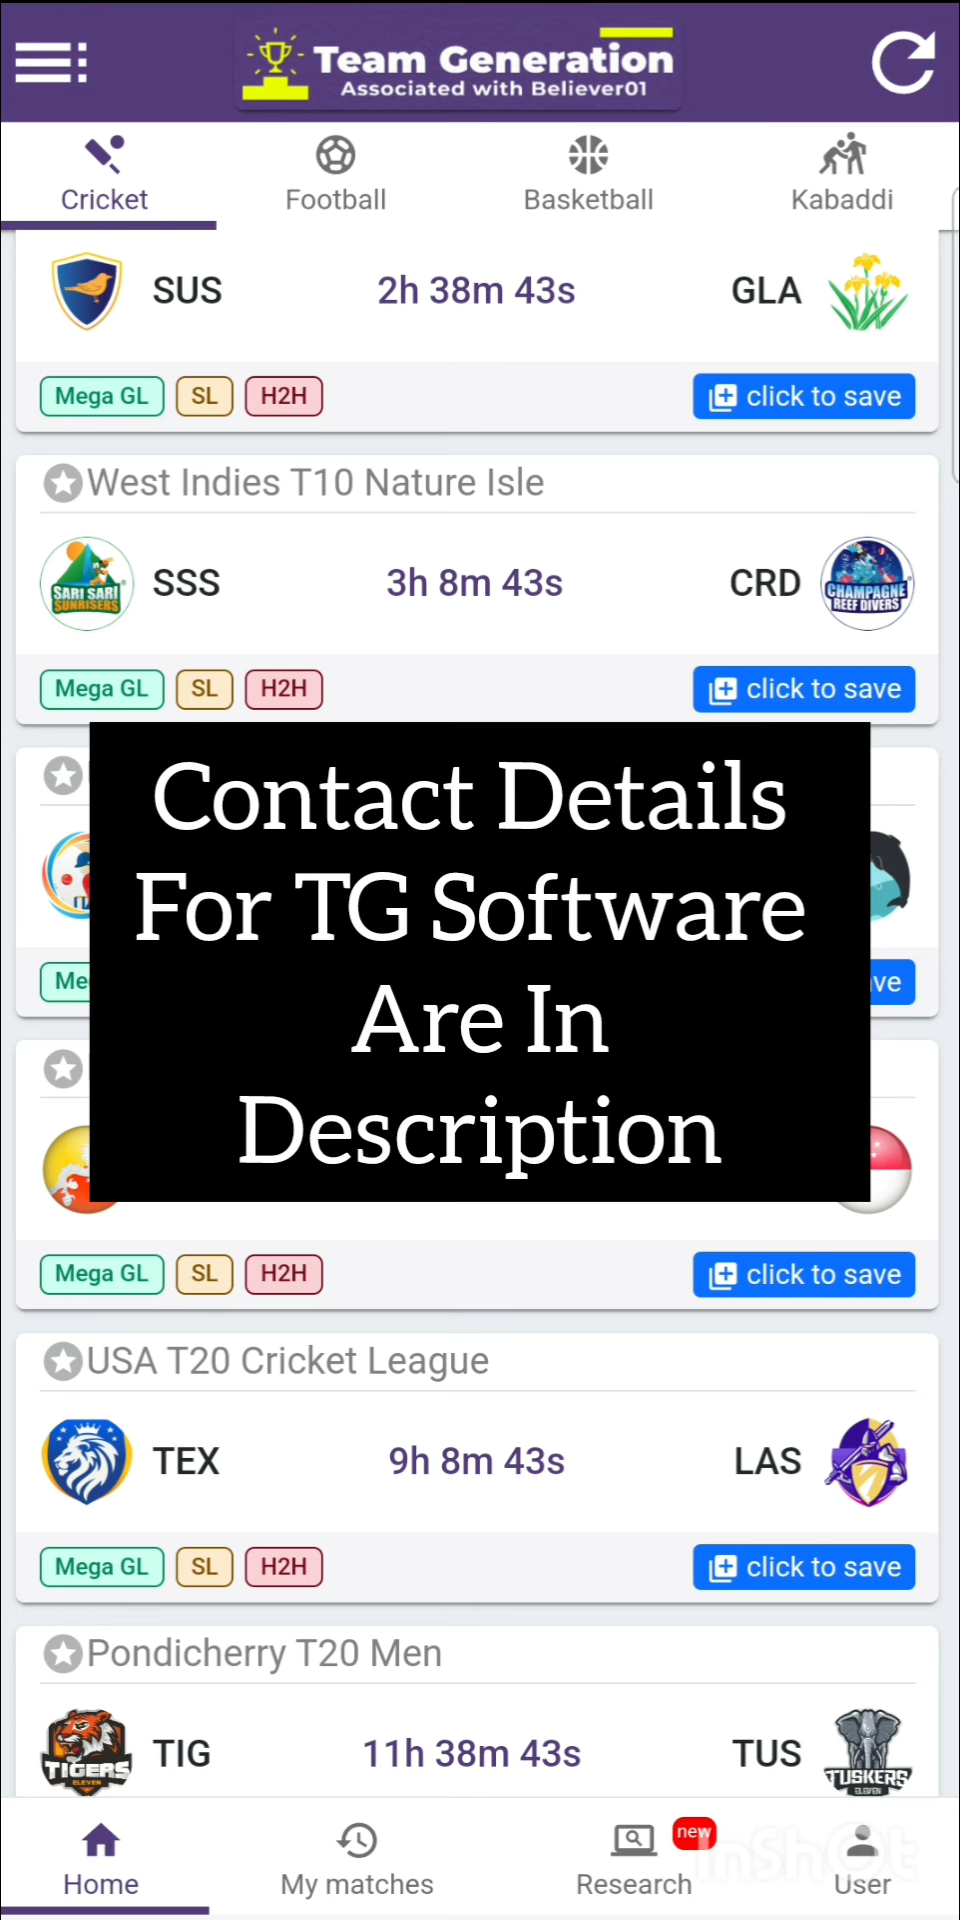 Team Generation
Associated with Believer01
Cricket
Football
Basketball
Kabaddi
SUS
2h 38m 43s
GLA
Mega GL
SL
H2H
click to save
West Indies T10 Nature Isle
SARI SARI
SUNRISERS
SSS
3h 8m 43s
CRD
CHAMPAGNE
REEF DIVERS
Mega GL
SL
H2H
click to save
Contact Details
For TG Software
Are In
Description
Mega GL
SL
H2H
click to save
USA T20 Cricket League
TEX
9h 8m 43s
LAS
Mega GL
SL
H2H
click to save
Pondicherry T20 Men
TIGERS
ELEVEN
TIG
11h 38m 43s
TUS
TUSKERS
ELEVEN
Home
My matches
Research
new
User
InShOt